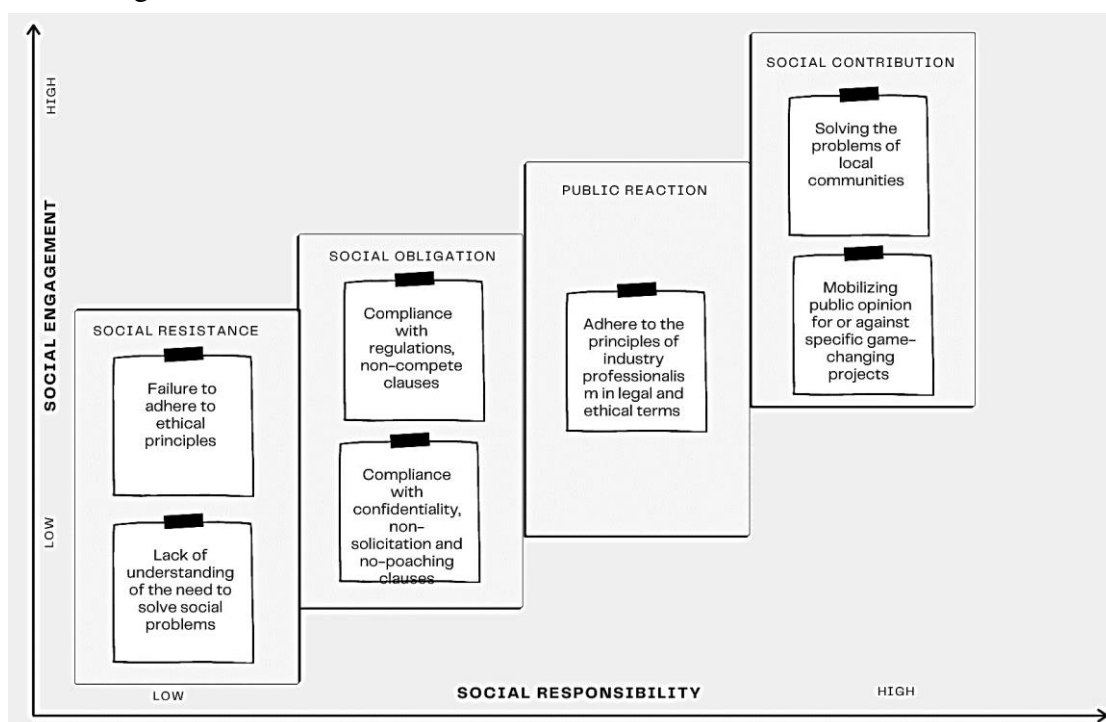 HIGH
SOCIAL ENGAGEMENT
LOW
SOCIAL RESISTANCE
Failure to
adhere to
ethical
principles
Lack of
understanding
of the need to
solve social
problems
SOCIAL OBLIGATION
Compliance
with
regulations,
non-compete
clauses
Compliance
with
confidentiality,
non-
solicitation and
no-poaching
clauses
PUBLIC REACTION
Adhere to the
principles of
industry
professionalis
m in legal and
ethical terms
SOCIAL CONTRIBUTION
Solving the
problems of
local
communities
Mobilizing
public opinion
for or against
specific game-
changing
projects
LOW
SOCIAL RESPONSIBILITY
HIGH